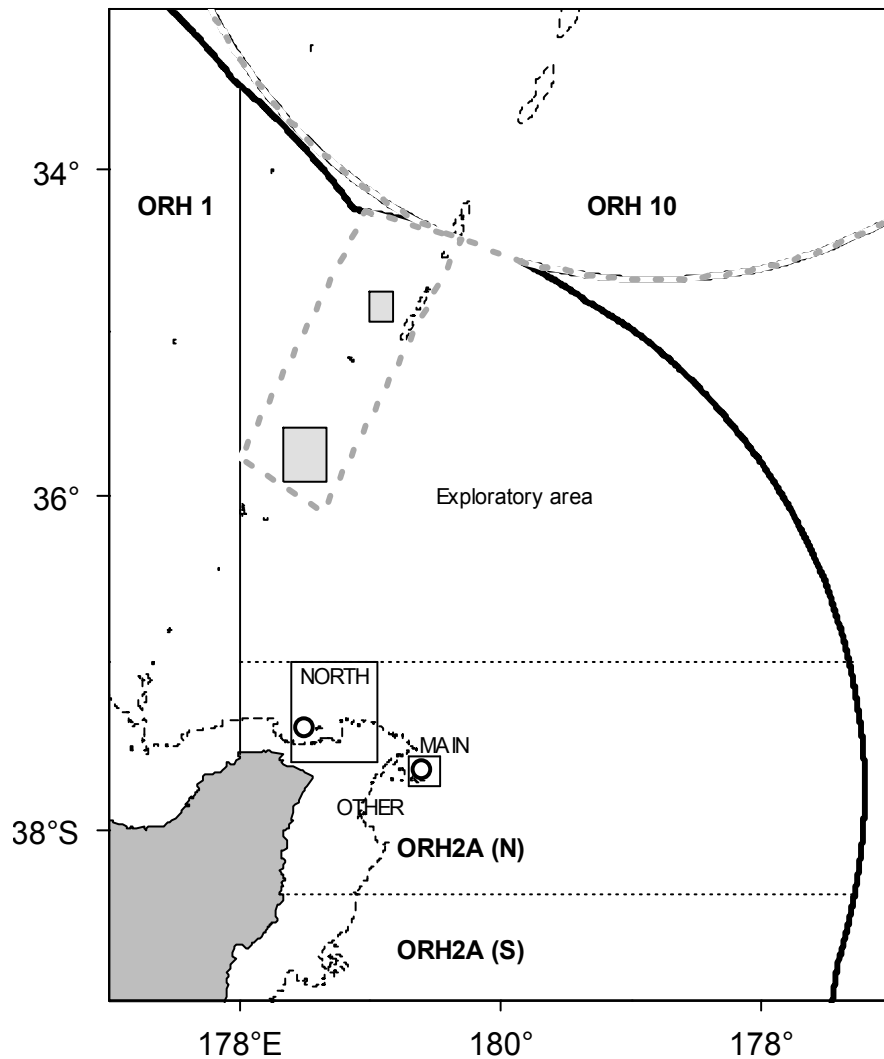 34°
ORH 1
ORH 10
36°
Exploratory area
NORTH
MAIN
OTHER
38°S
ORH2A (N)
ORH2A (S)
178°E
180°
178°